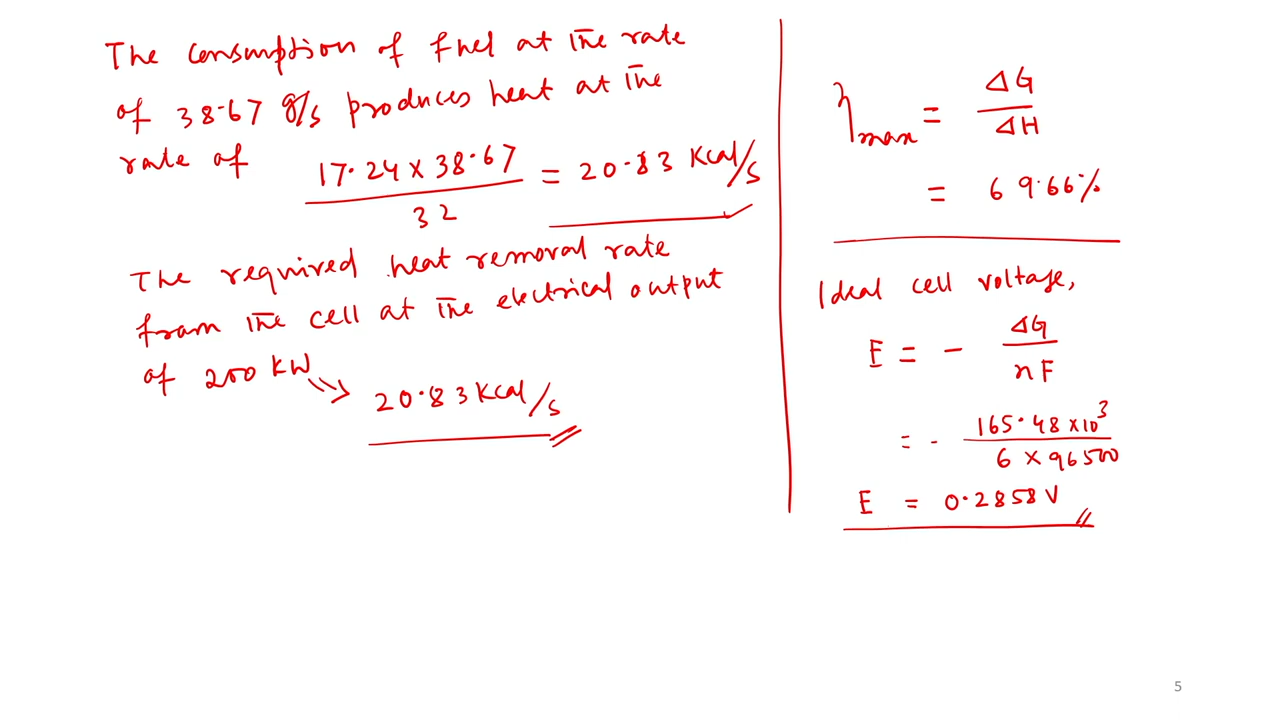 The consumption of fuel at the rate
of 38.67 g/s produces heat at the
rate of 17.24 x 38.67 / 32 = 20.83 Kcal/s
The required heat removal rate
from the cell at the electrical output
of 200 KW
20.83 Kcal/s
ηmax = ΔG / ΔH
= 69.66%
Ideal cell voltage,
E = - ΔG / nF
= - 165.48 x 10³ / 6 x 96500
E = 0.2858 V
5